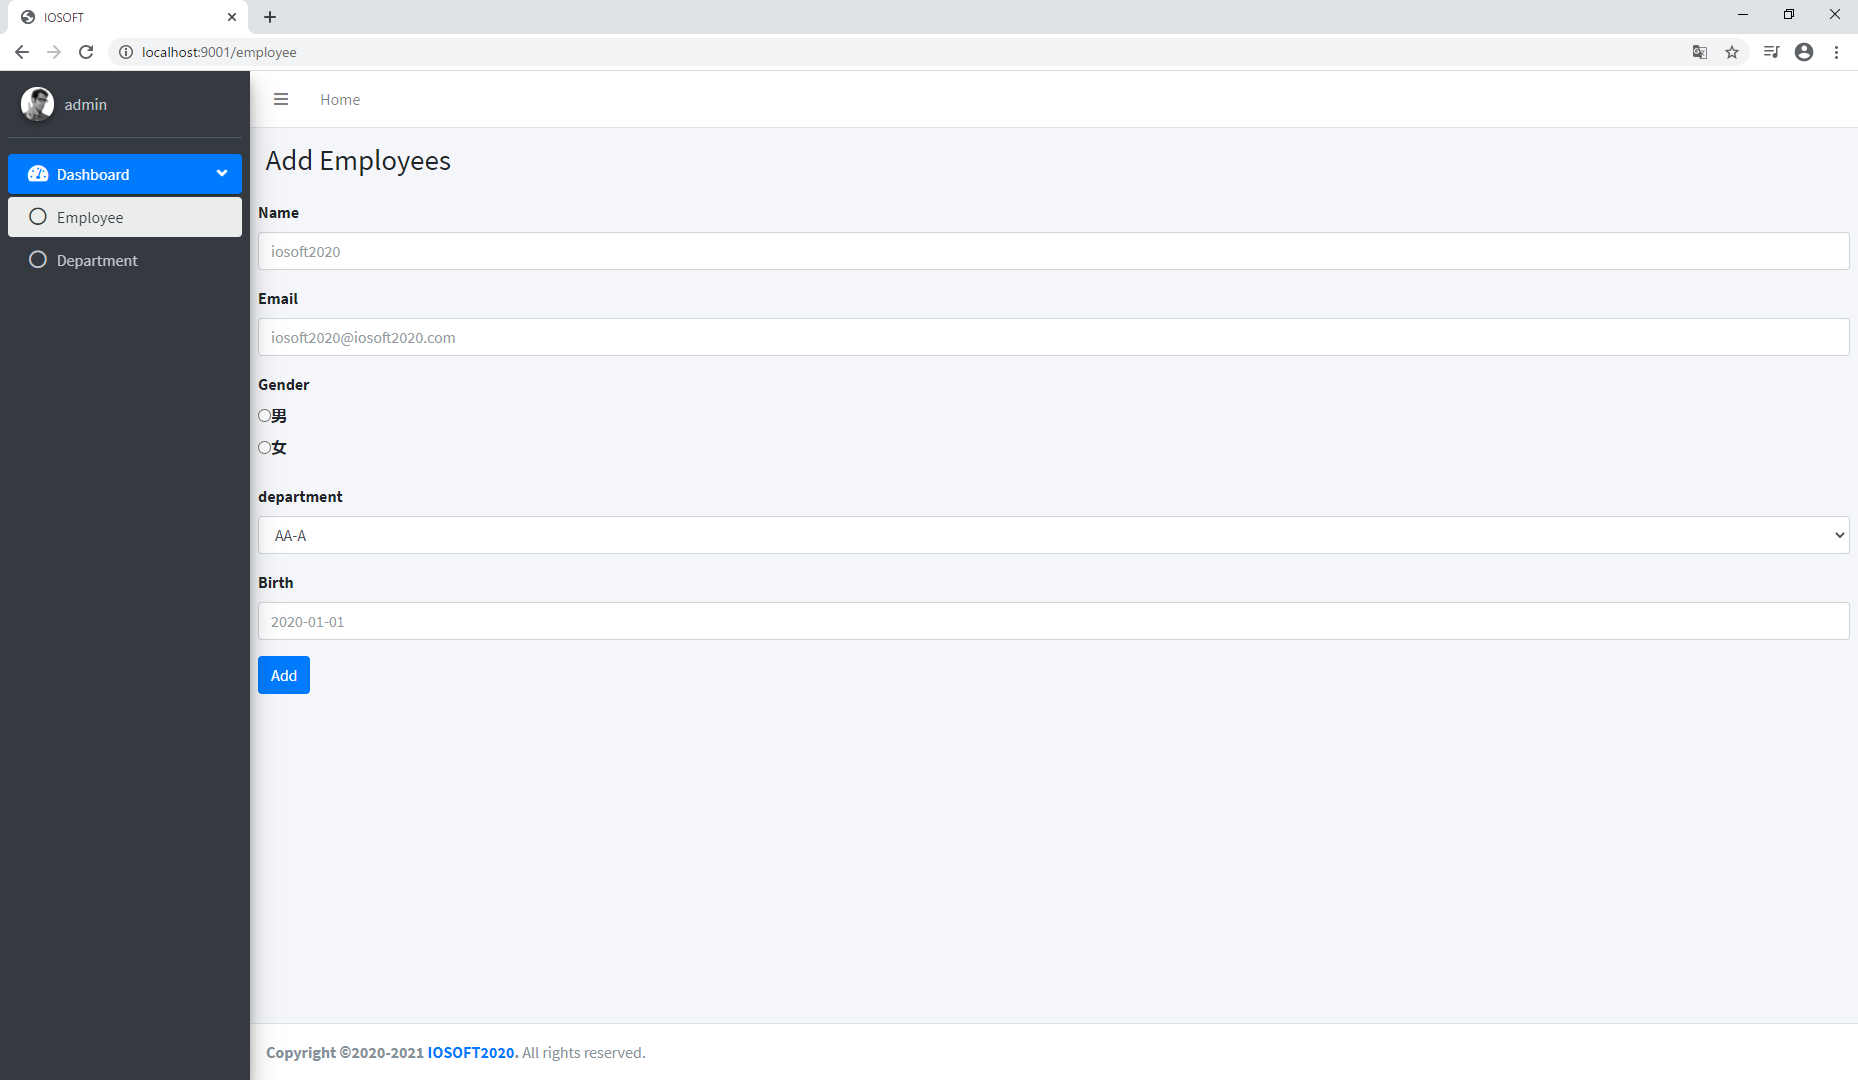 IOSOFT
localhost:9001/employee
admin
Home
Dashboard
Employee
Department
Add Employees
Name
iosoft2020
Email
iosoft2020@iosoft2020.com
Gender
男
女
department
AA-A
Birth
2020-01-01
Add
Copyright ©2020-2021 IOSOFT2020. All rights reserved.